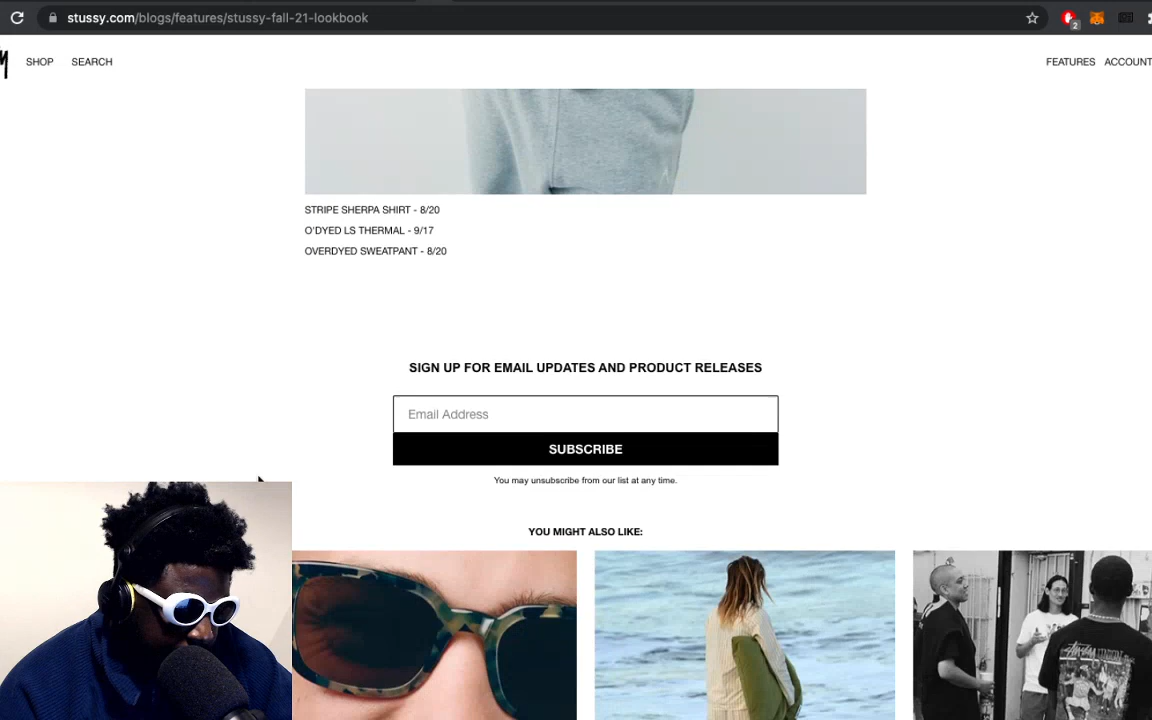 stussy.com/blogs/features/stussy-fall-21-lookbook
2
SHOP SEARCH FEATURES ACCOUNT
STRIPE SHERPA SHIRT - 8/20
O'DYED LS THERMAL - 9/17
OVERDYED SWEATPANT - 8/20
SIGN UP FOR EMAIL UPDATES AND PRODUCT RELEASES
Email Address
SUBSCRIBE
You may unsubscribe from our list at any time.
YOU MIGHT ALSO LIKE: